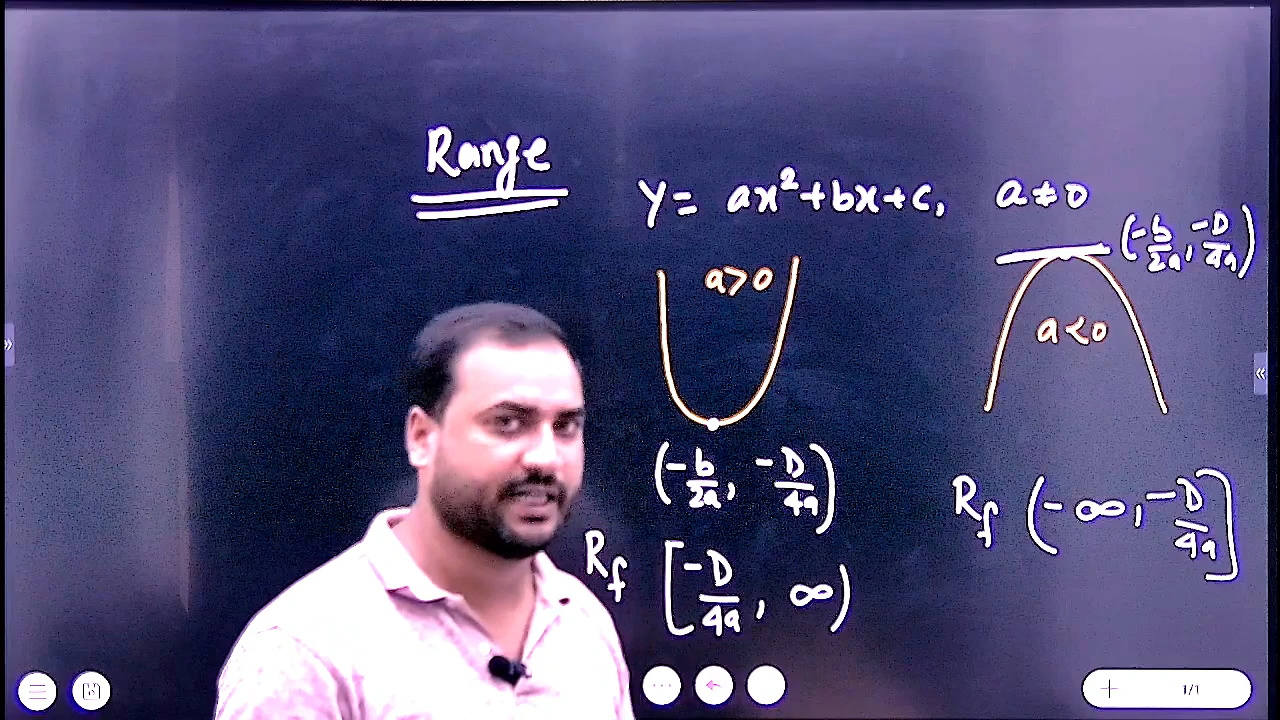 Range
y = ax²+bx+c, a≠0
a>0
(-b/2a, -D/4a)
R_f [-D/4a, ∞)
(-b/2a, -D/4a)
a<0
R_f (-∞, -D/4a]
1/1